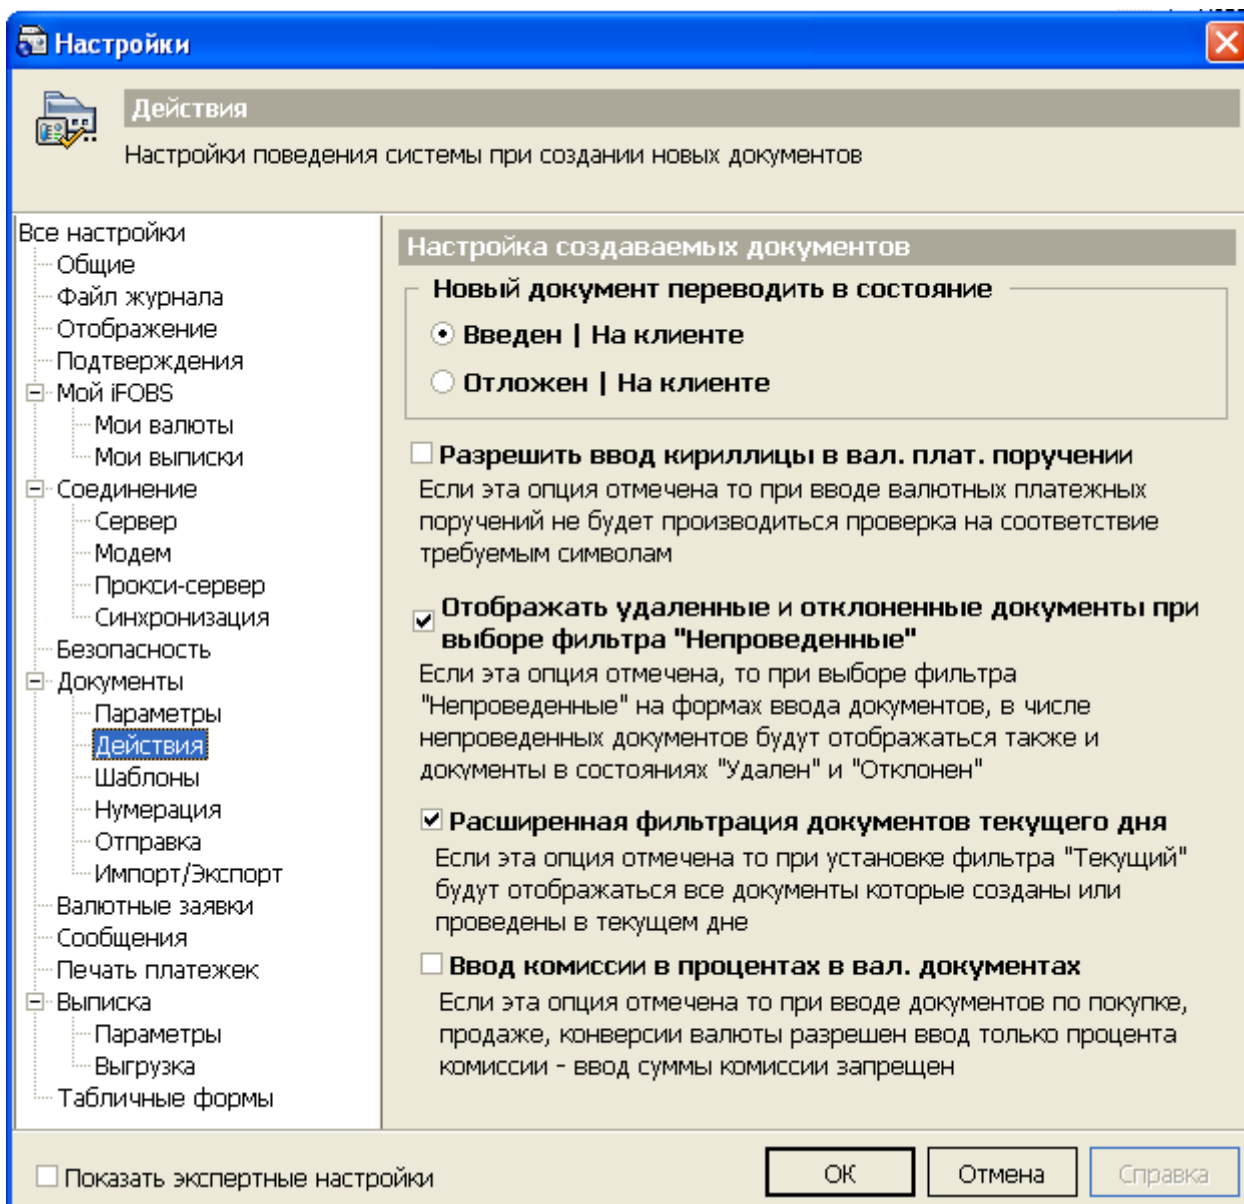 Настройки
Действия
Настройки поведения системы при создании новых документов
Все настройки
Общие
Файл журнала
Отображение
Подтверждения
Мой iFOBS
Мои валюты
Мои выписки
Соединение
Сервер
Модем
Прокси-сервер
Синхронизация
Безопасность
Документы
Параметры
Действия
Шаблоны
Нумерация
Отправка
Импорт/Экспорт
Валютные заявки
Сообщения
Печать платежек
Выписка
Параметры
Выгрузка
Табличные формы
Настройка создаваемых документов
Новый документ переводить в состояние
Введен | На клиенте
Отложен | На клиенте
Разрешить ввод кириллицы в вал. плат. поручении
Если эта опция отмечена то при вводе валютных платежных
поручений не будет производиться проверка на соответствие
требуемым символам
Отображать удаленные и отклоненные документы при
выборе фильтра "Непроведенные"
Если эта опция отмечена, то при выборе фильтра
"Непроведенные" на формах ввода документов, в числе
непроведенных документов будут отображаться также и
документы в состояниях "Удален" и "Отклонен"
Расширенная фильтрация документов текущего дня
Если эта опция отмечена то при установке фильтра "Текущий"
будут отображаться все документы которые созданы или
проведены в текущем дне
Ввод комиссии в процентах в вал. документах
Если эта опция отмечена то при вводе документов по покупке,
продаже, конверсии валюты разрешен ввод только процента
комиссии - ввод суммы комиссии запрещен
Показать экспертные настройки
ОК
Отмена
Справка